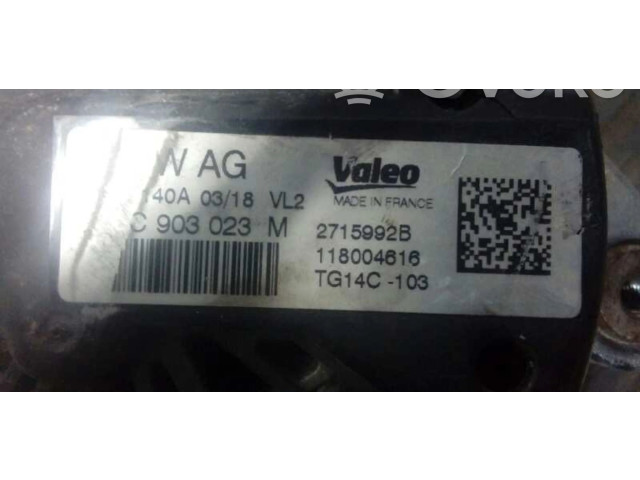 W AG
140A 03/18 VL2
C 903 023 M
Valeo
MADE IN FRANCE
2715992B
118004616
TG14C -103